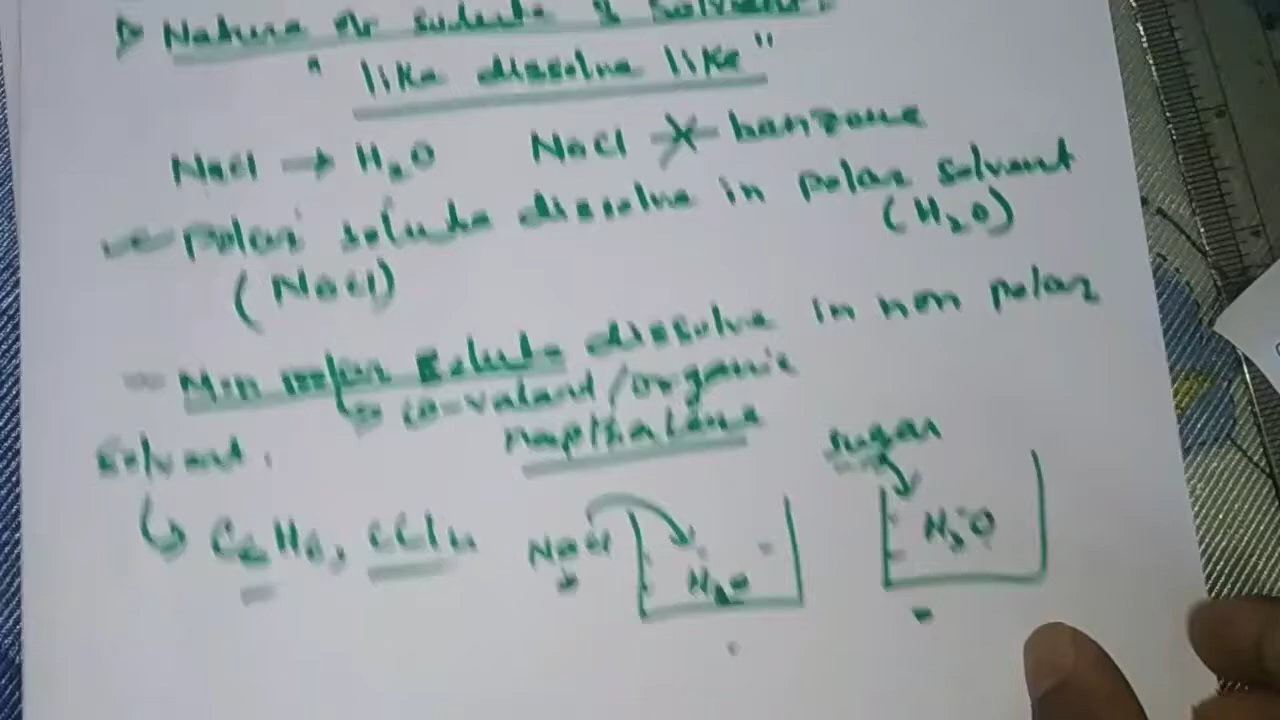 ▷ Nature of solute & solvent:
" like dissolve like"
NaCl → H2O NaCl X benzene
Polar solute dissolve in polar solvent
(NaCl) (H2O)
- Non polar solute dissolve in non polar
↳ co-valent/organic
solvent. napthalene sugar
↳ C6H6, CCl4 NaCl H2O H2O